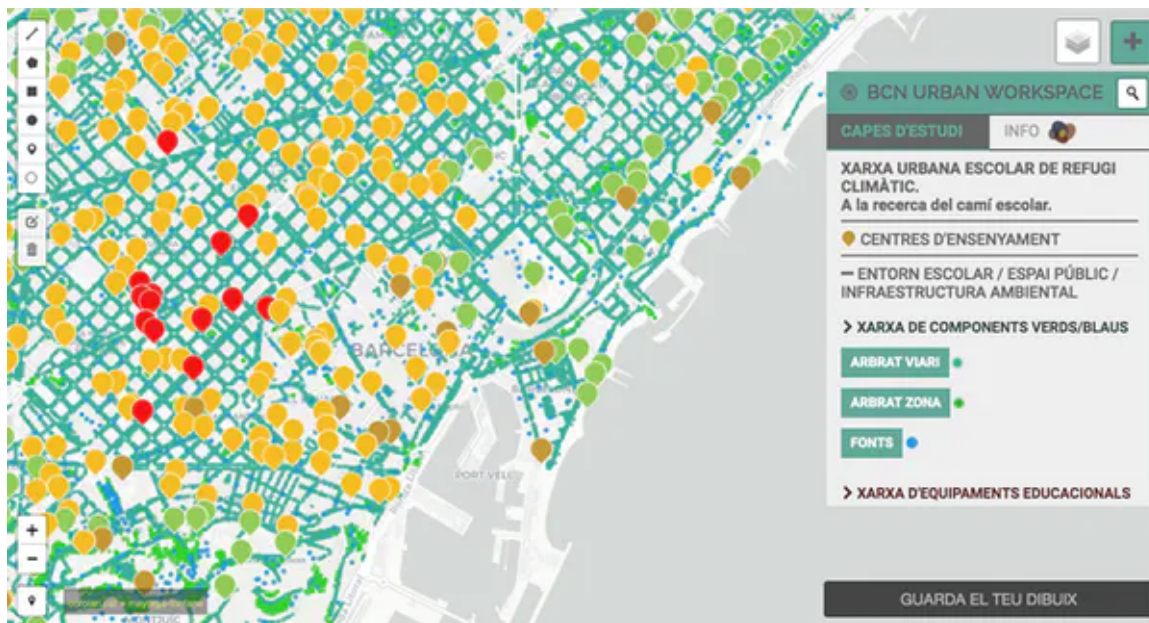 BARCELONA
PORT VELL
BCN URBAN WORKSPACE
CAPES D'ESTUDI
INFO
XARXA URBANA ESCOLAR DE REFUGI
CLIMÀTIC.
A la recerca del camí escolar.
CENTRES D'ENSENYAMENT
ENTORN ESCOLAR / ESPAI PÚBLIC /
INFRAESTRUCTURA AMBIENTAL
XARXA DE COMPONENTS VERDS/BLAUS
ARBRAT VIARI
ARBRAT ZONA
FONTS
XARXA D'EQUIPAMENTS EDUCACIONALS
GUARDA EL TEU DIBUIX